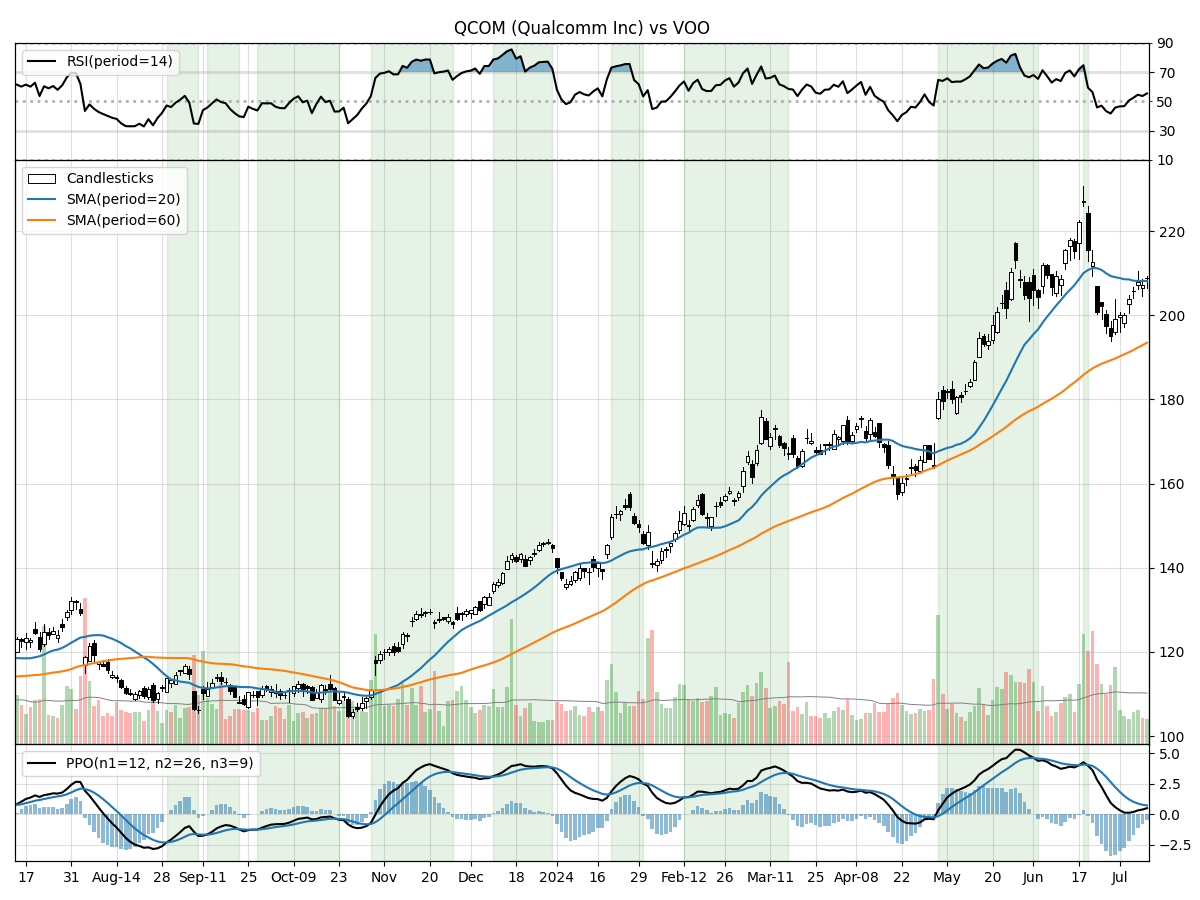 QCOM (Qualcomm Inc) vs VOO
RSI(period=14)
90
70
50
30
10
Candlesticks
SMA(period=20)
SMA(period=60)
220
200
180
160
140
120
100
PPO(n1=12, n2=26, n3=9)
5.0
2.5
0.0
−2.5
17 31 Aug-14 28 Sep-11 25 Oct-09 23 Nov 20 Dec 18 2024 16 29 Feb-12 26 Mar-11 25 Apr-08 22 May 20 Jun 17 Jul